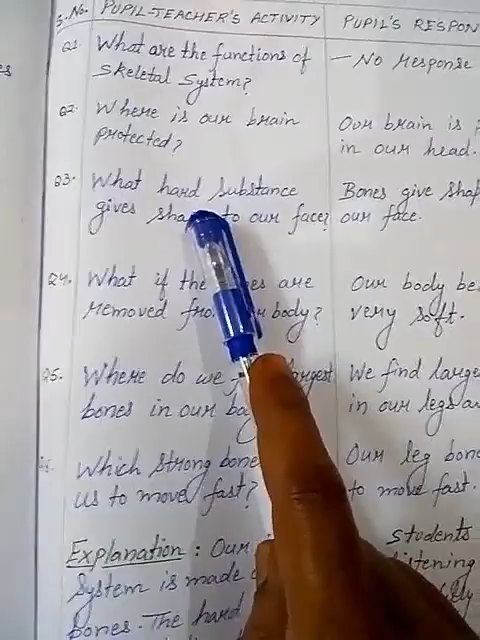 es
S.No. PUPIL-TEACHER'S ACTIVITY PUPIL'S RESPON
Q1. What are the functions of — No response
skeletal system?
Q2. Where is our brain Our brain is
protected? in our head.
Q3. What hard substance Bones give shap
gives sha to our face? our face.
Q4. What if the es are Our body be
removed fro body? very soft.
Q5. Where do we largest We find large
bones in our bo in our legs a
Which strong bone Our leg bon
us to move fast? to move fast.
Explanation: Our students
System is made listening
bones. The hard